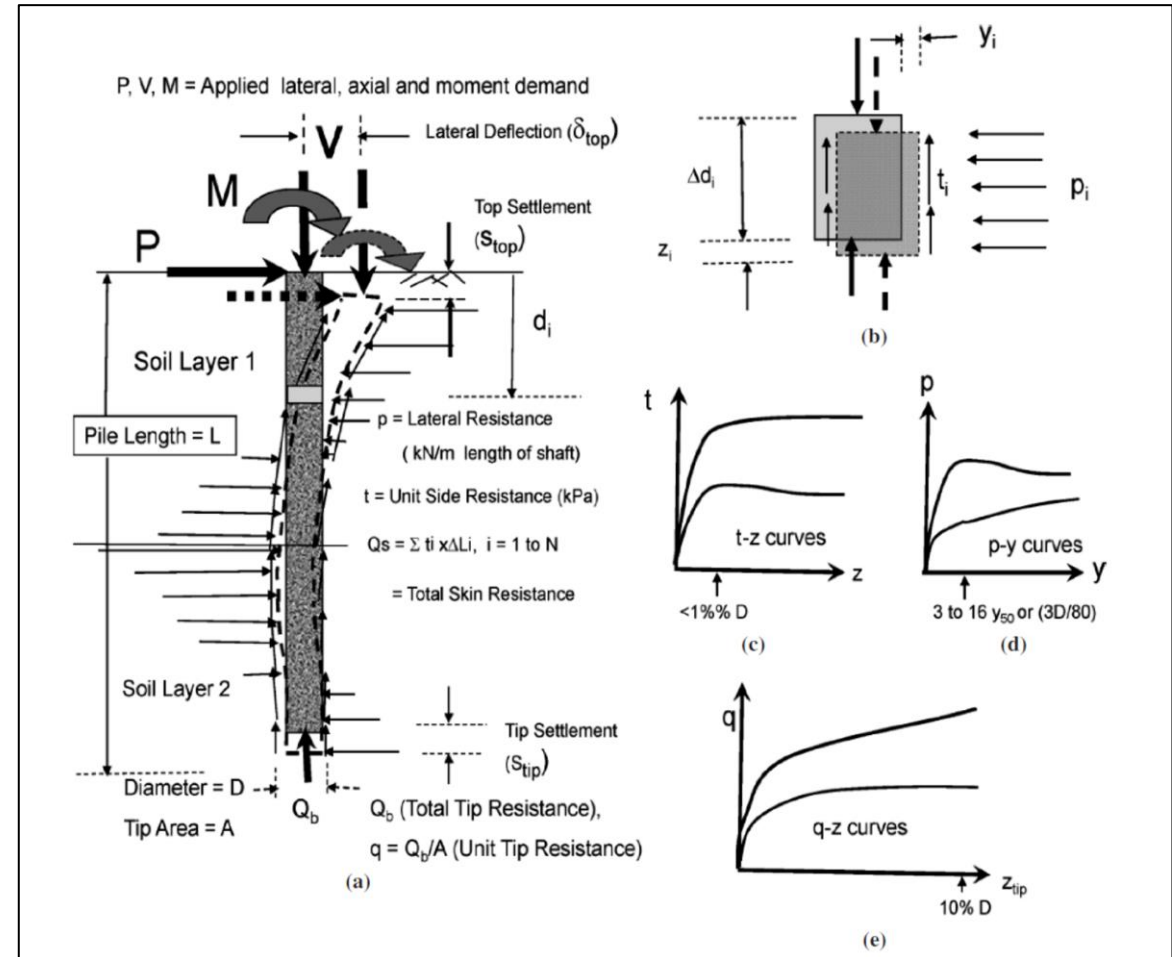 P, V, M = Applied lateral, axial and moment demand
V
Lateral Deflection (δtop)
M
Top Settlement
(Stop)
P
di
Soil Layer 1
p = Lateral Resistance
Pile Length = L
( kN/m length of shaft)
t = Unit Side Resistance (kPa)
Qs = Σ ti x∆Li, i = 1 to N
= Total Skin Resistance
Soil Layer 2
Tip Settlement
(Stip)
Diameter = D
Qb
Qb (Total Tip Resistance),
Tip Area = A
q = Qb/A (Unit Tip Resistance)
(a)
yi
∆di
ti
pi
zi
(b)
t
t-z curves
z
<1%% D
(c)
p
p-y curves
y
3 to 16 y50 or (3D/80)
(d)
q
q-z curves
ztip
10% D
(e)